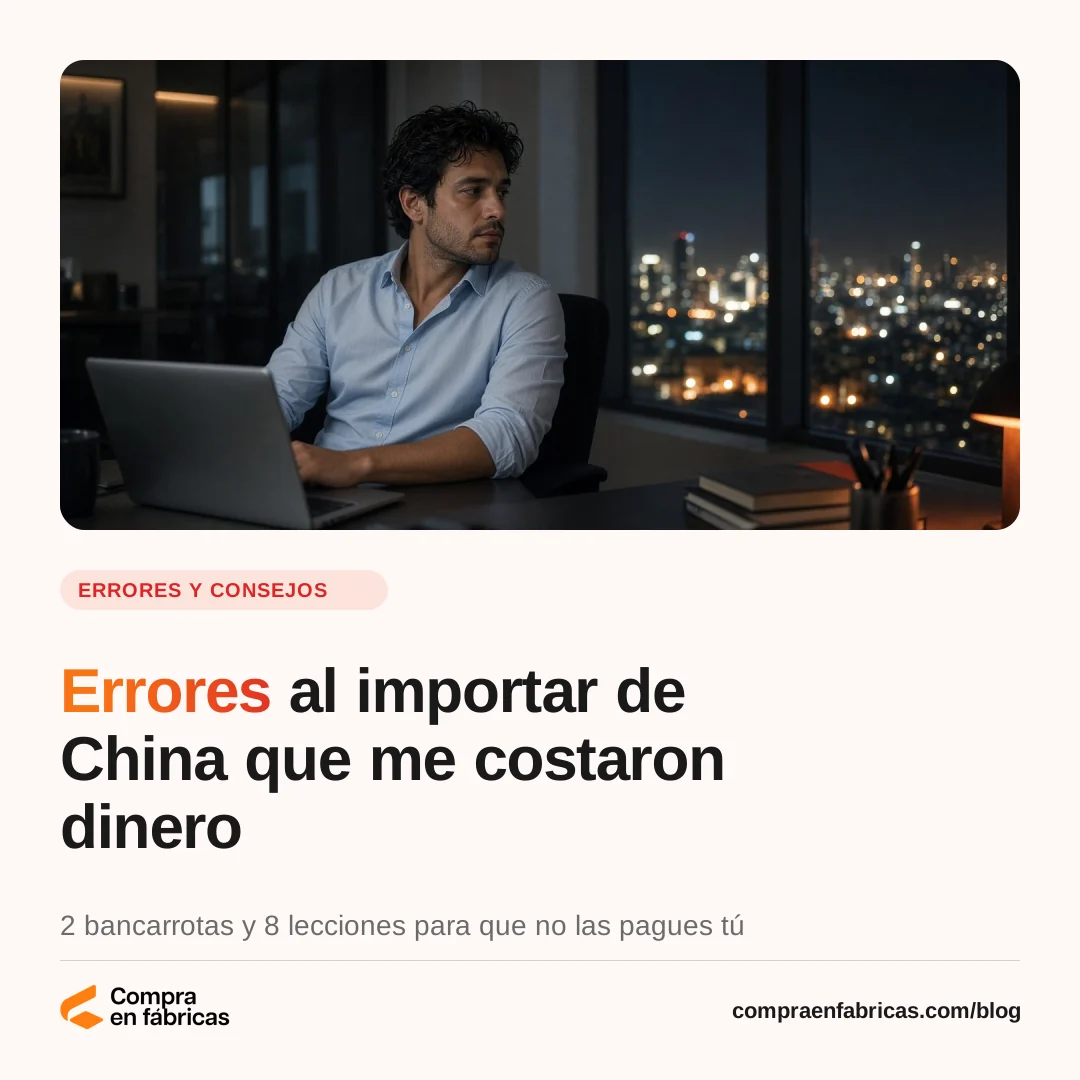 ERRORES Y CONSEJOS
Errores al importar de
China que me costaron
dinero
2 bancarrotas y 8 lecciones para que no las pagues tú
Compra
en fábricas
compraenfabricas.com/blog